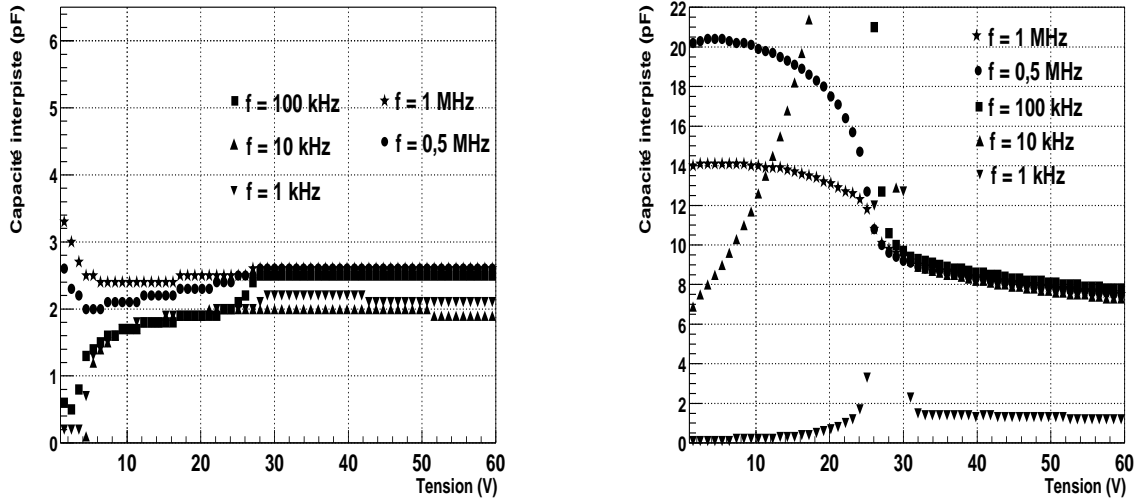 Capacité interpiste (pF)
6
5
4
3
2
1
0
f = 100 kHz
f = 1 MHz
f = 10 kHz
f = 0,5 MHz
f = 1 kHz
10
20
30
40
50
60
Tension (V)
Capacité interpiste (pF)
22
20
18
16
14
12
10
8
6
4
2
0
f = 1 MHz
f = 0,5 MHz
f = 100 kHz
f = 10 kHz
f = 1 kHz
10
20
30
40
50
60
Tension (V)